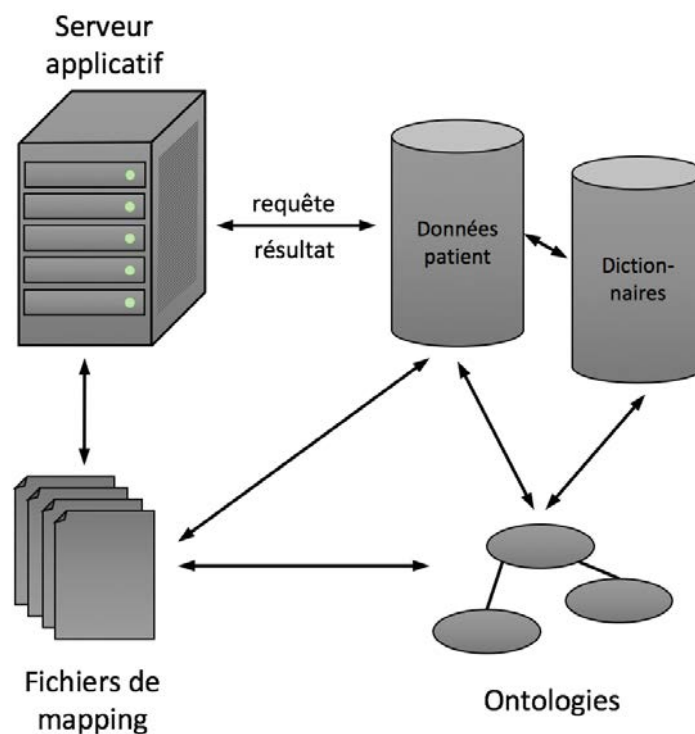 Serveur
applicatif
requête
résultat
Données
patient
Diction-
naires
Fichiers de
mapping
Ontologies